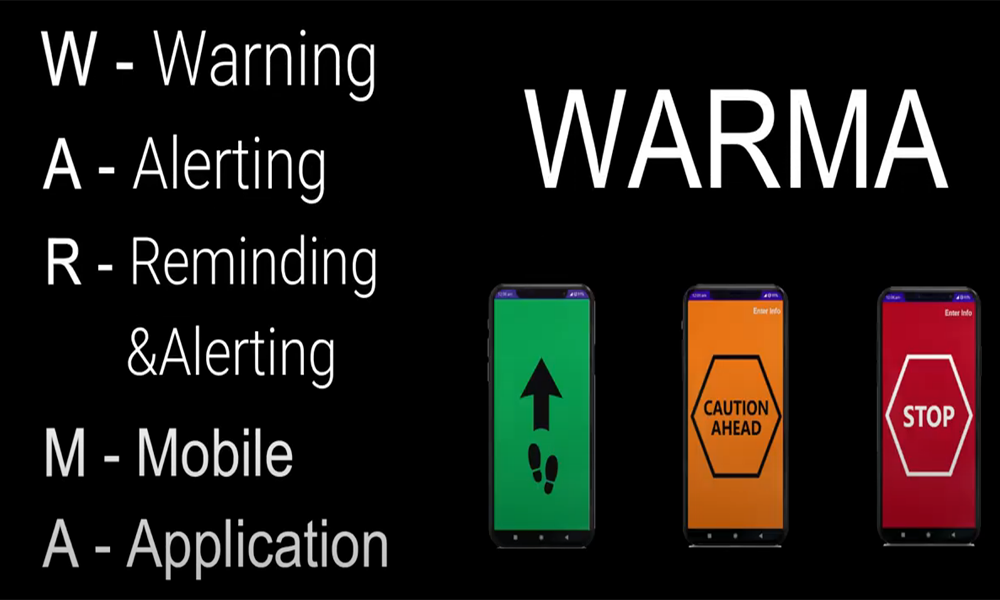 W - Warning
A - Alerting
R - Reminding
&Alerting
M - Mobile
A - Application
WARMA
Enter Info
CAUTION
AHEAD
Enter Info
STOP